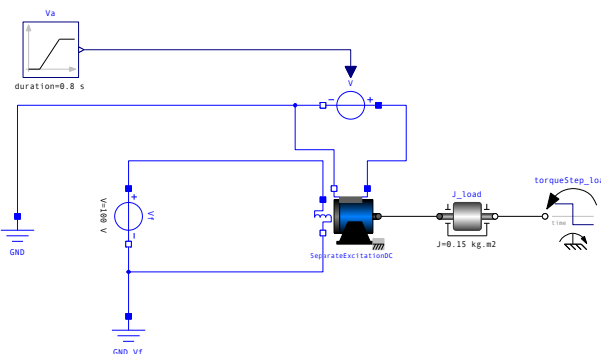 Va
duration=0.8 s
V
− +
GND
V=100 V
+
Vf
−
SeparateExcitationDC
J_load
J=0.15 kg.m2
torqueStep_loa
time
GND_Vf